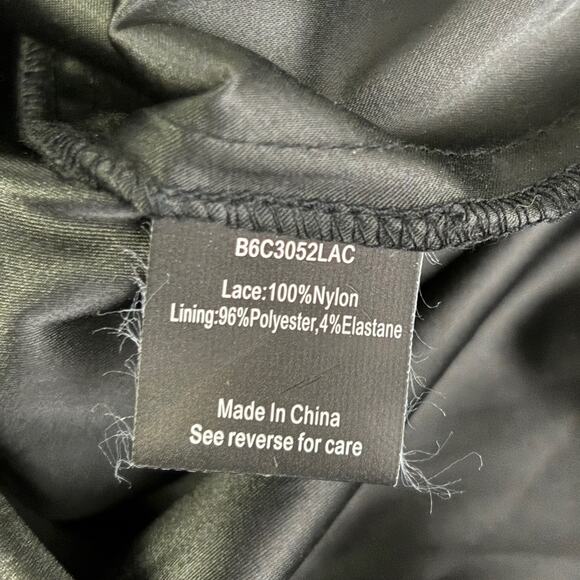 B6C3052LAC
Lace:100%Nylon
Lining:96%Polyester,4%Elastane
Made In China
See reverse for care